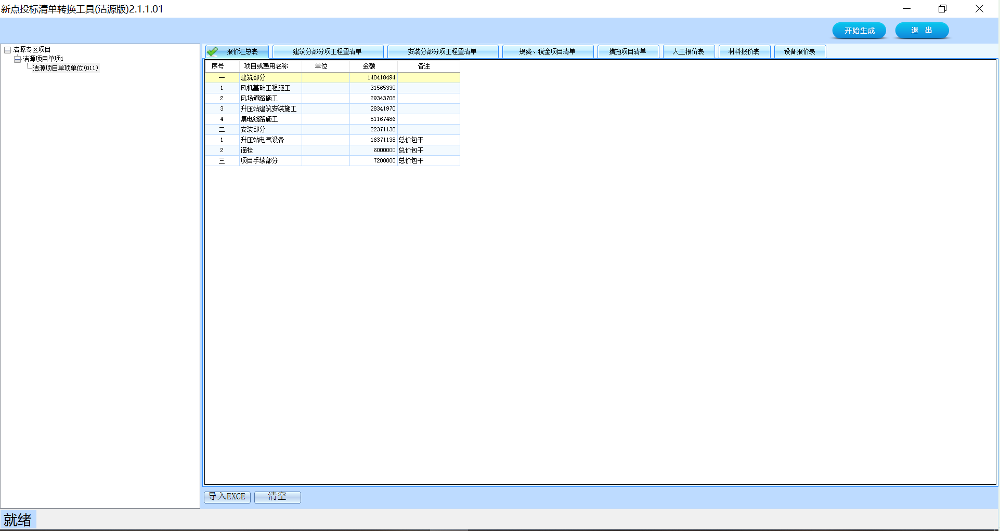 新点投标清单转换工具(洁源版)2.1.1.01
开始生成 退 出
洁源专区项目
洁源项目单项1
洁源项目单项单位(011)
报价汇总表 建筑分部分项工程量清单 安装分部分项工程量清单 规费、税金项目清单 措施项目清单 人工报价表 材料报价表 设备报价表
序号 项目或费用名称 单位 金额 备注
一 建筑部分 140418494
1 风机基础工程施工 31565330
2 风场道路施工 29343708
3 升压站建筑安装施工 28341970
4 集电线路施工 51167486
二 安装部分 22371138
1 升压站电气设备 16371138 总价包干
2 锚栓 6000000 总价包干
三 项目手续部分 7200000 总价包干
导入EXCE 清空
就绪